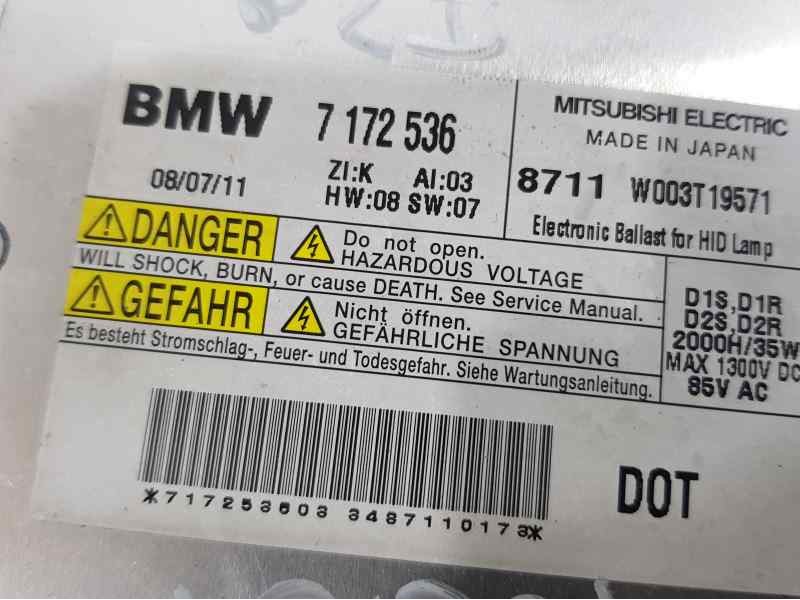 BMW 7 172 536
08/07/11
ZI:K AI:03
HW:08 SW:07
MITSUBISHI ELECTRIC
MADE IN JAPAN
8711 W003T19571
Electronic Ballast for HID Lamp
DANGER
Do not open.
HAZARDOUS VOLTAGE
WILL SHOCK, BURN, or cause DEATH. See Service Manual.
GEFAHR
Nicht öffnen.
GEFÄHRLICHE SPANNUNG
Es besteht Stromschlag-, Feuer- und Todesgefahr. Siehe Wartungsanleitung.
D1S,D1R
D2S,D2R
2000H/35W
MAX 1300V DC
85V AC
*717253603 3487110173*
DOT